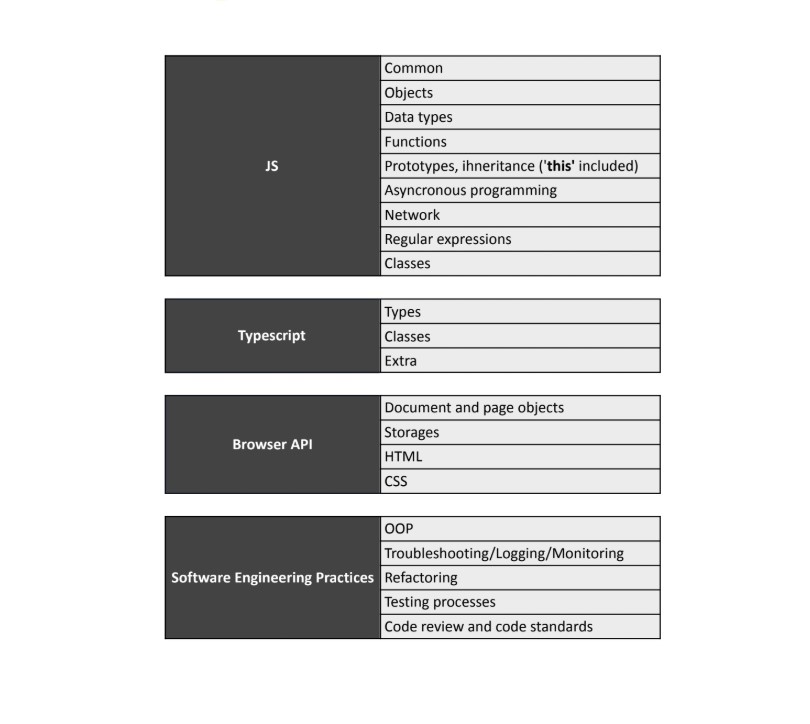 JS
Common
Objects
Data types
Functions
Prototypes, ihneritance ('this' included)
Asyncronous programming
Network
Regular expressions
Classes
Typescript
Types
Classes
Extra
Browser API
Document and page objects
Storages
HTML
CSS
Software Engineering Practices
OOP
Troubleshooting/Logging/Monitoring
Refactoring
Testing processes
Code review and code standards